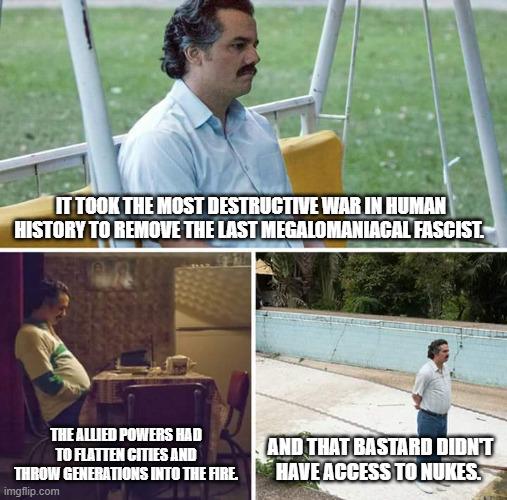 IT TOOK THE MOST DESTRUCTIVE WAR IN HUMAN
HISTORY TO REMOVE THE LAST MEGALOMANIACAL FASCIST.
THE ALLIED POWERS HAD
TO FLATTEN CITIES AND
THROW GENERATIONS INTO THE FIRE.
AND THAT BASTARD DIDN'T
HAVE ACCESS TO NUKES.
imgflip.com